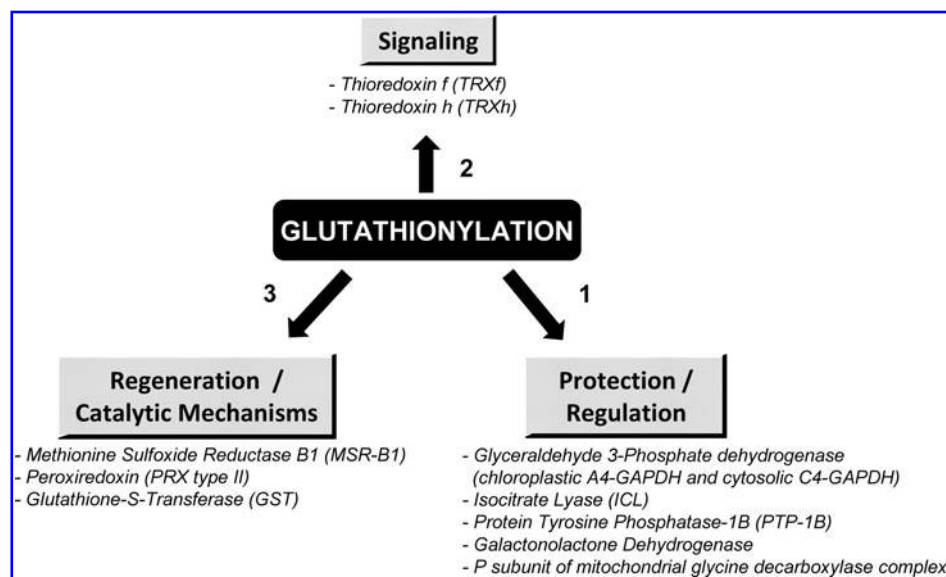 Signaling
- Thioredoxin f (TRXf)
- Thioredoxin h (TRXh)
2
GLUTATHIONYLATION
3
1
Regeneration /
Catalytic Mechanisms
- Methionine Sulfoxide Reductase B1 (MSR-B1)
- Peroxiredoxin (PRX type II)
- Glutathione-S-Transferase (GST)
Protection /
Regulation
- Glyceraldehyde 3-Phosphate dehydrogenase
(chloroplastic A4-GAPDH and cytosolic C4-GAPDH)
- Isocitrate Lyase (ICL)
- Protein Tyrosine Phosphatase-1B (PTP-1B)
- Galactonolactone Dehydrogenase
- P subunit of mitochondrial glycine decarboxylase complex